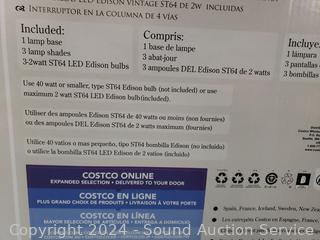 LED EDISON VINTAGE ST64 DE 2W INCLUIDAS
INTERRUPTOR EN LA COLUMNA DE 4 VÍAS
Included:
1 lamp base
3 lamp shades
3-2watt ST64 LED Edison bulbs
Compris:
1 base de lampe
3 abat-jour
3 ampoules DEL Edison ST64 de 2 watts
Incluye:
1 lámpara
3 pantallas
3 bombillas
Use 40 watt or smaller, type ST64 Edison bulb (not included) or use
maximum 2 watt ST64 LED Edison bulb(included).
Utiliser des ampoules Edison ST64 de 40 watts ou moins (non fournies)
ou des ampoules DEL Edison ST64 de 2 watts maximum (fournies)
Utilice 40 vatios o mas pequeño, tipo ST64 bombilla Edison (no incluido)
o utilice la bombilla ST64 LED Edison de 2 vatios (incluido)
COSTCO ONLINE
EXPANDED SELECTION • DELIVERED TO YOUR DOOR
COSTCO EN LIGNE
PLUS GRAND CHOIX DE PRODUITS • LIVRAISON À VOTRE PORTE
COSTCO EN LÍNEA
MAYOR SELECCIÓN DE ARTÍCULOS • ENTREGA A DOMICILIO
Spain, France, Iceland, Sweden, New
Les entrepôts Costco en Espagne, France,
Copyright 2024 - Sound Auction Service